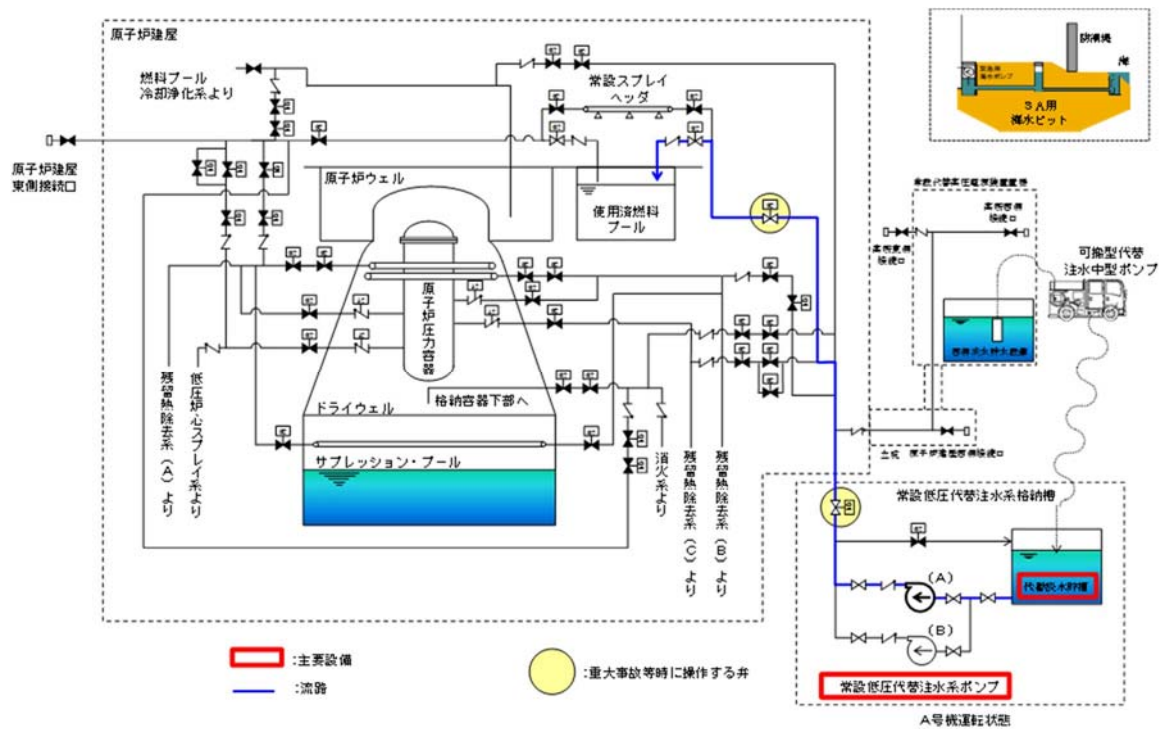 原子炉建屋
燃料プール
冷却浄化系より
常設スプレイ
ヘッダ
防潮堤
海
海水ポンプ
SA用
海水ピット
原子炉建屋
東側接続口
原子炉ウェル
使用済燃料
プール
可搬型代替
注水中型ポンプ
原子炉圧力容器
ドライウェル
格納容器下部へ
サプレッション・プール
残留熱除去系(A)より
低圧炉心スプレイ系より
消火系より
残留熱除去系(C)より
残留熱除去系(B)より
常設低圧代替注水系格納槽
代替淡水貯槽
(A)
(B)
常設低圧代替注水系ポンプ
A号機運転状態
:主要設備
:流路
:重大事故等時に操作する弁